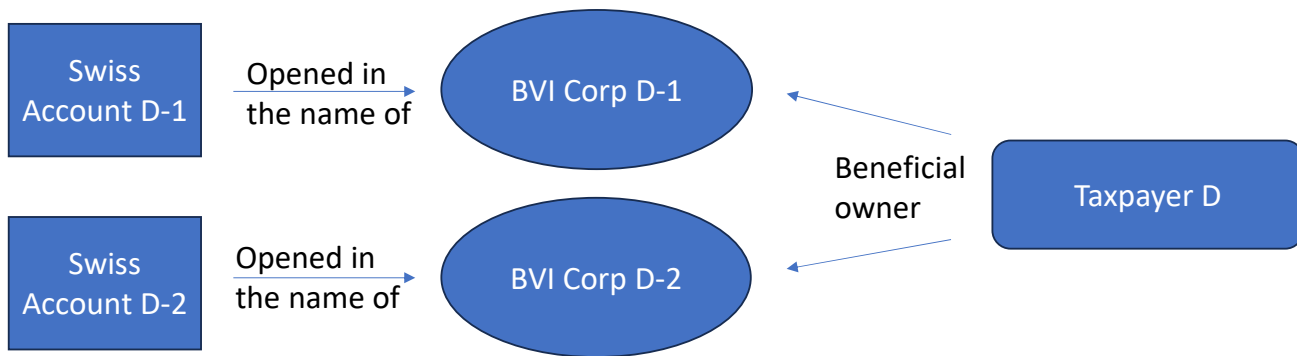 Swiss
Account D-1
Opened in
the name of
BVI Corp D-1
Beneficial
owner
Taxpayer D
Swiss
Account D-2
Opened in
the name of
BVI Corp D-2